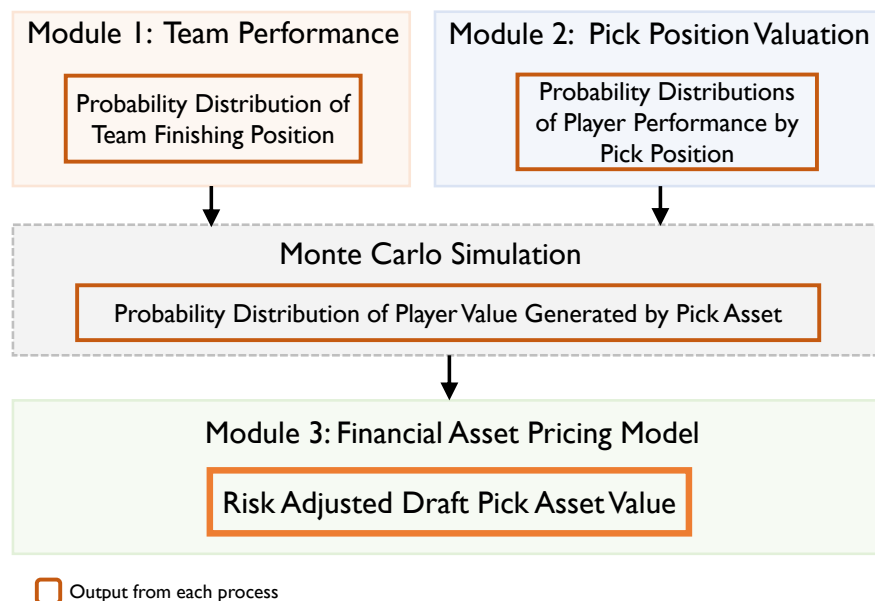 Module 1: Team Performance
Probability Distribution of
Team Finishing Position
Module 2: Pick Position Valuation
Probability Distributions
of Player Performance by
Pick Position
Monte Carlo Simulation
Probability Distribution of Player Value Generated by Pick Asset
Module 3: Financial Asset Pricing Model
Risk Adjusted Draft Pick Asset Value
Output from each process